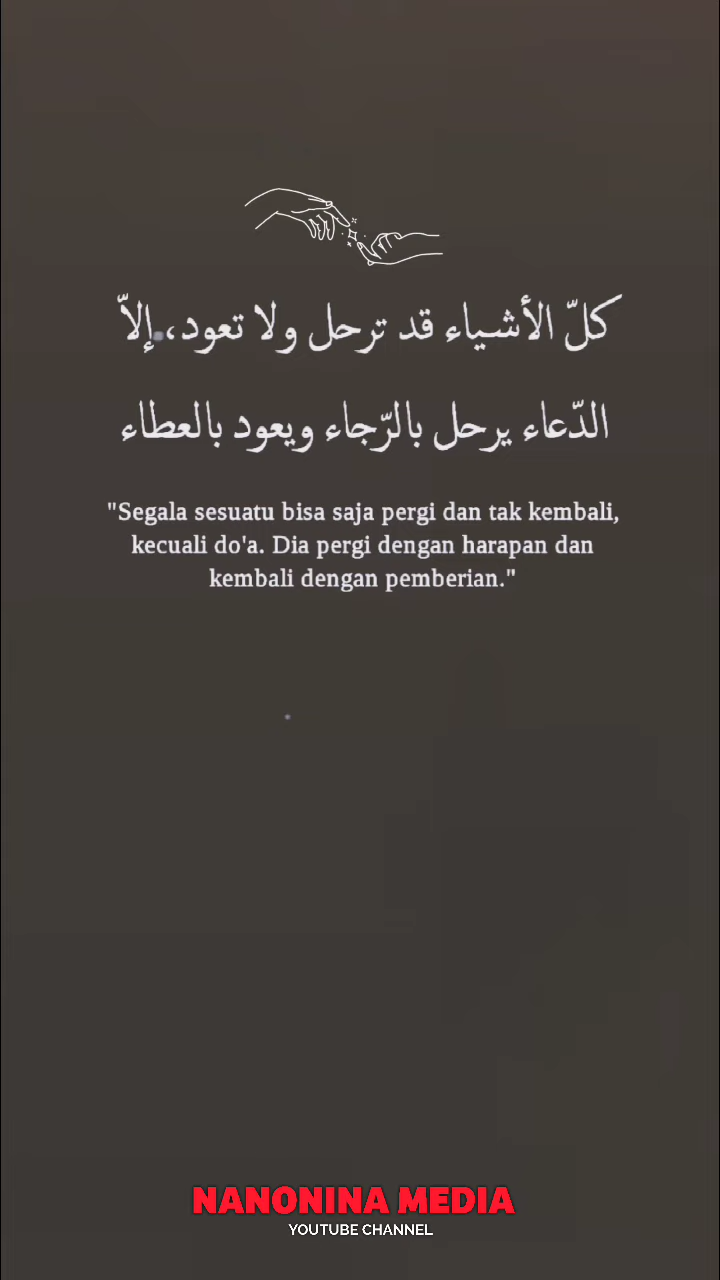 كلّ الأشياء قد ترحل ولا تعود، إلاّ
الدّعاء يرحل بالرّجاء ويعود بالعطاء
"Segala sesuatu bisa saja pergi dan tak kembali,
kecuali do'a. Dia pergi dengan harapan dan
kembali dengan pemberian."
NANONINA MEDIA
YOUTUBE CHANNEL